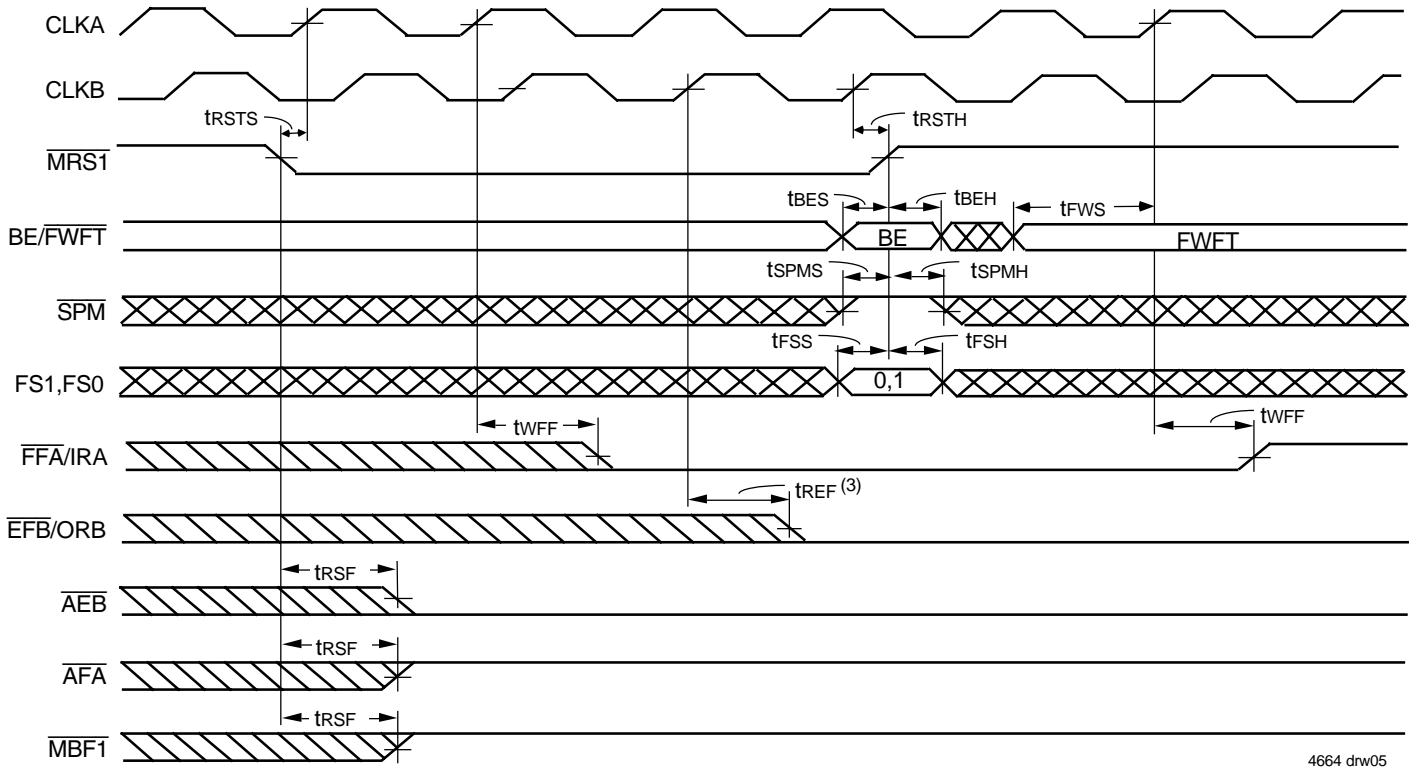 CLKA
CLKB
tRSTS
tRSTH
MRS1
tBES
tBEH
tFWS
BE/FWFT
BE
FWFT
tSPMS
tSPMH
SPM
tFSS
tFSH
FS1,FS0
0,1
tWFF
tWFF
FFA/IRA
tREF (3)
EFB/ORB
tRSF
AEB
tRSF
AFA
tRSF
MBF1
4664 drw05